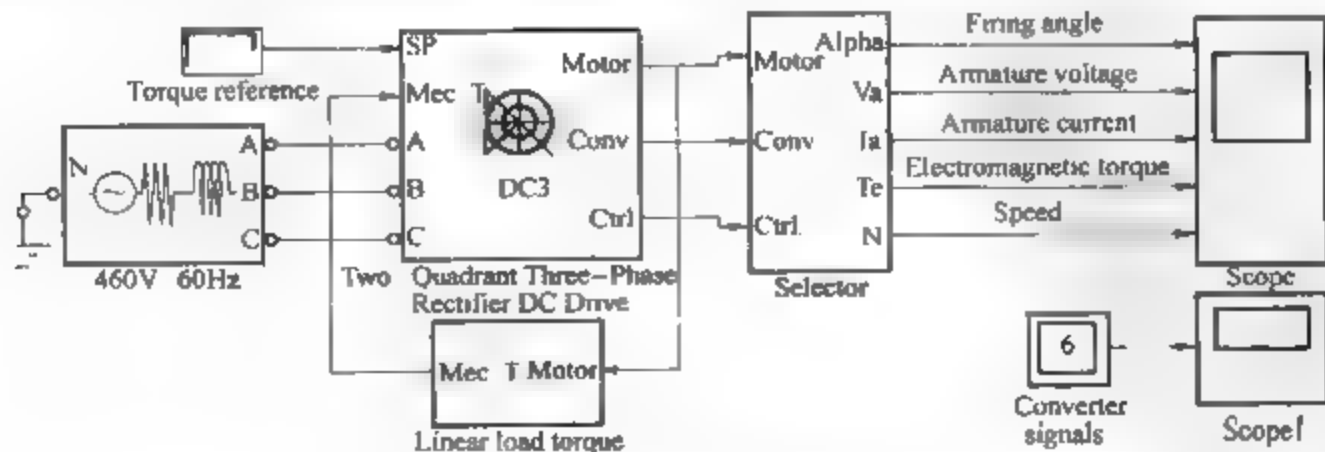 Torque reference
N
A
B
C
460V 60Hz
SP
Mec T
A
B
C
Motor
Conv
Ctrl
DC3
Two Quadrant Three-Phase
Rectifier DC Drive
Mec T Motor
Linear load torque
Motor
Conv
Ctrl
Alpha
Va
Ia
Te
N
Selector
Firing angle
Armature voltage
Armature current
Electromagnetic torque
Speed
Scope
6
Converter
signals
Scope1